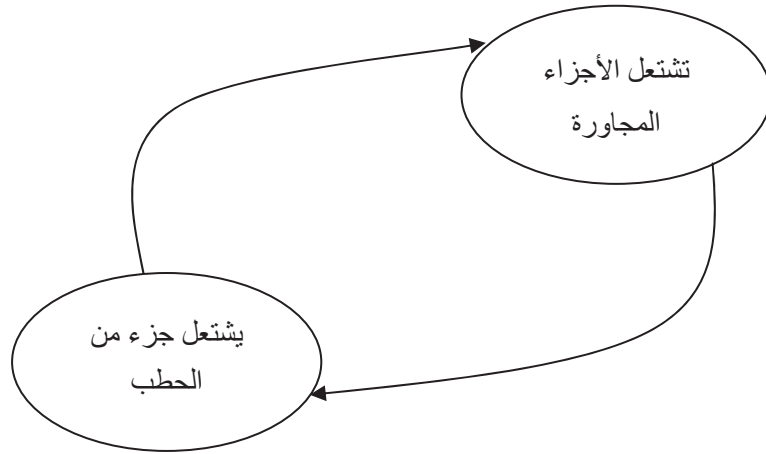 تشتعل الأجزاء
المجاورة
يشتعل جزء من
الحطب